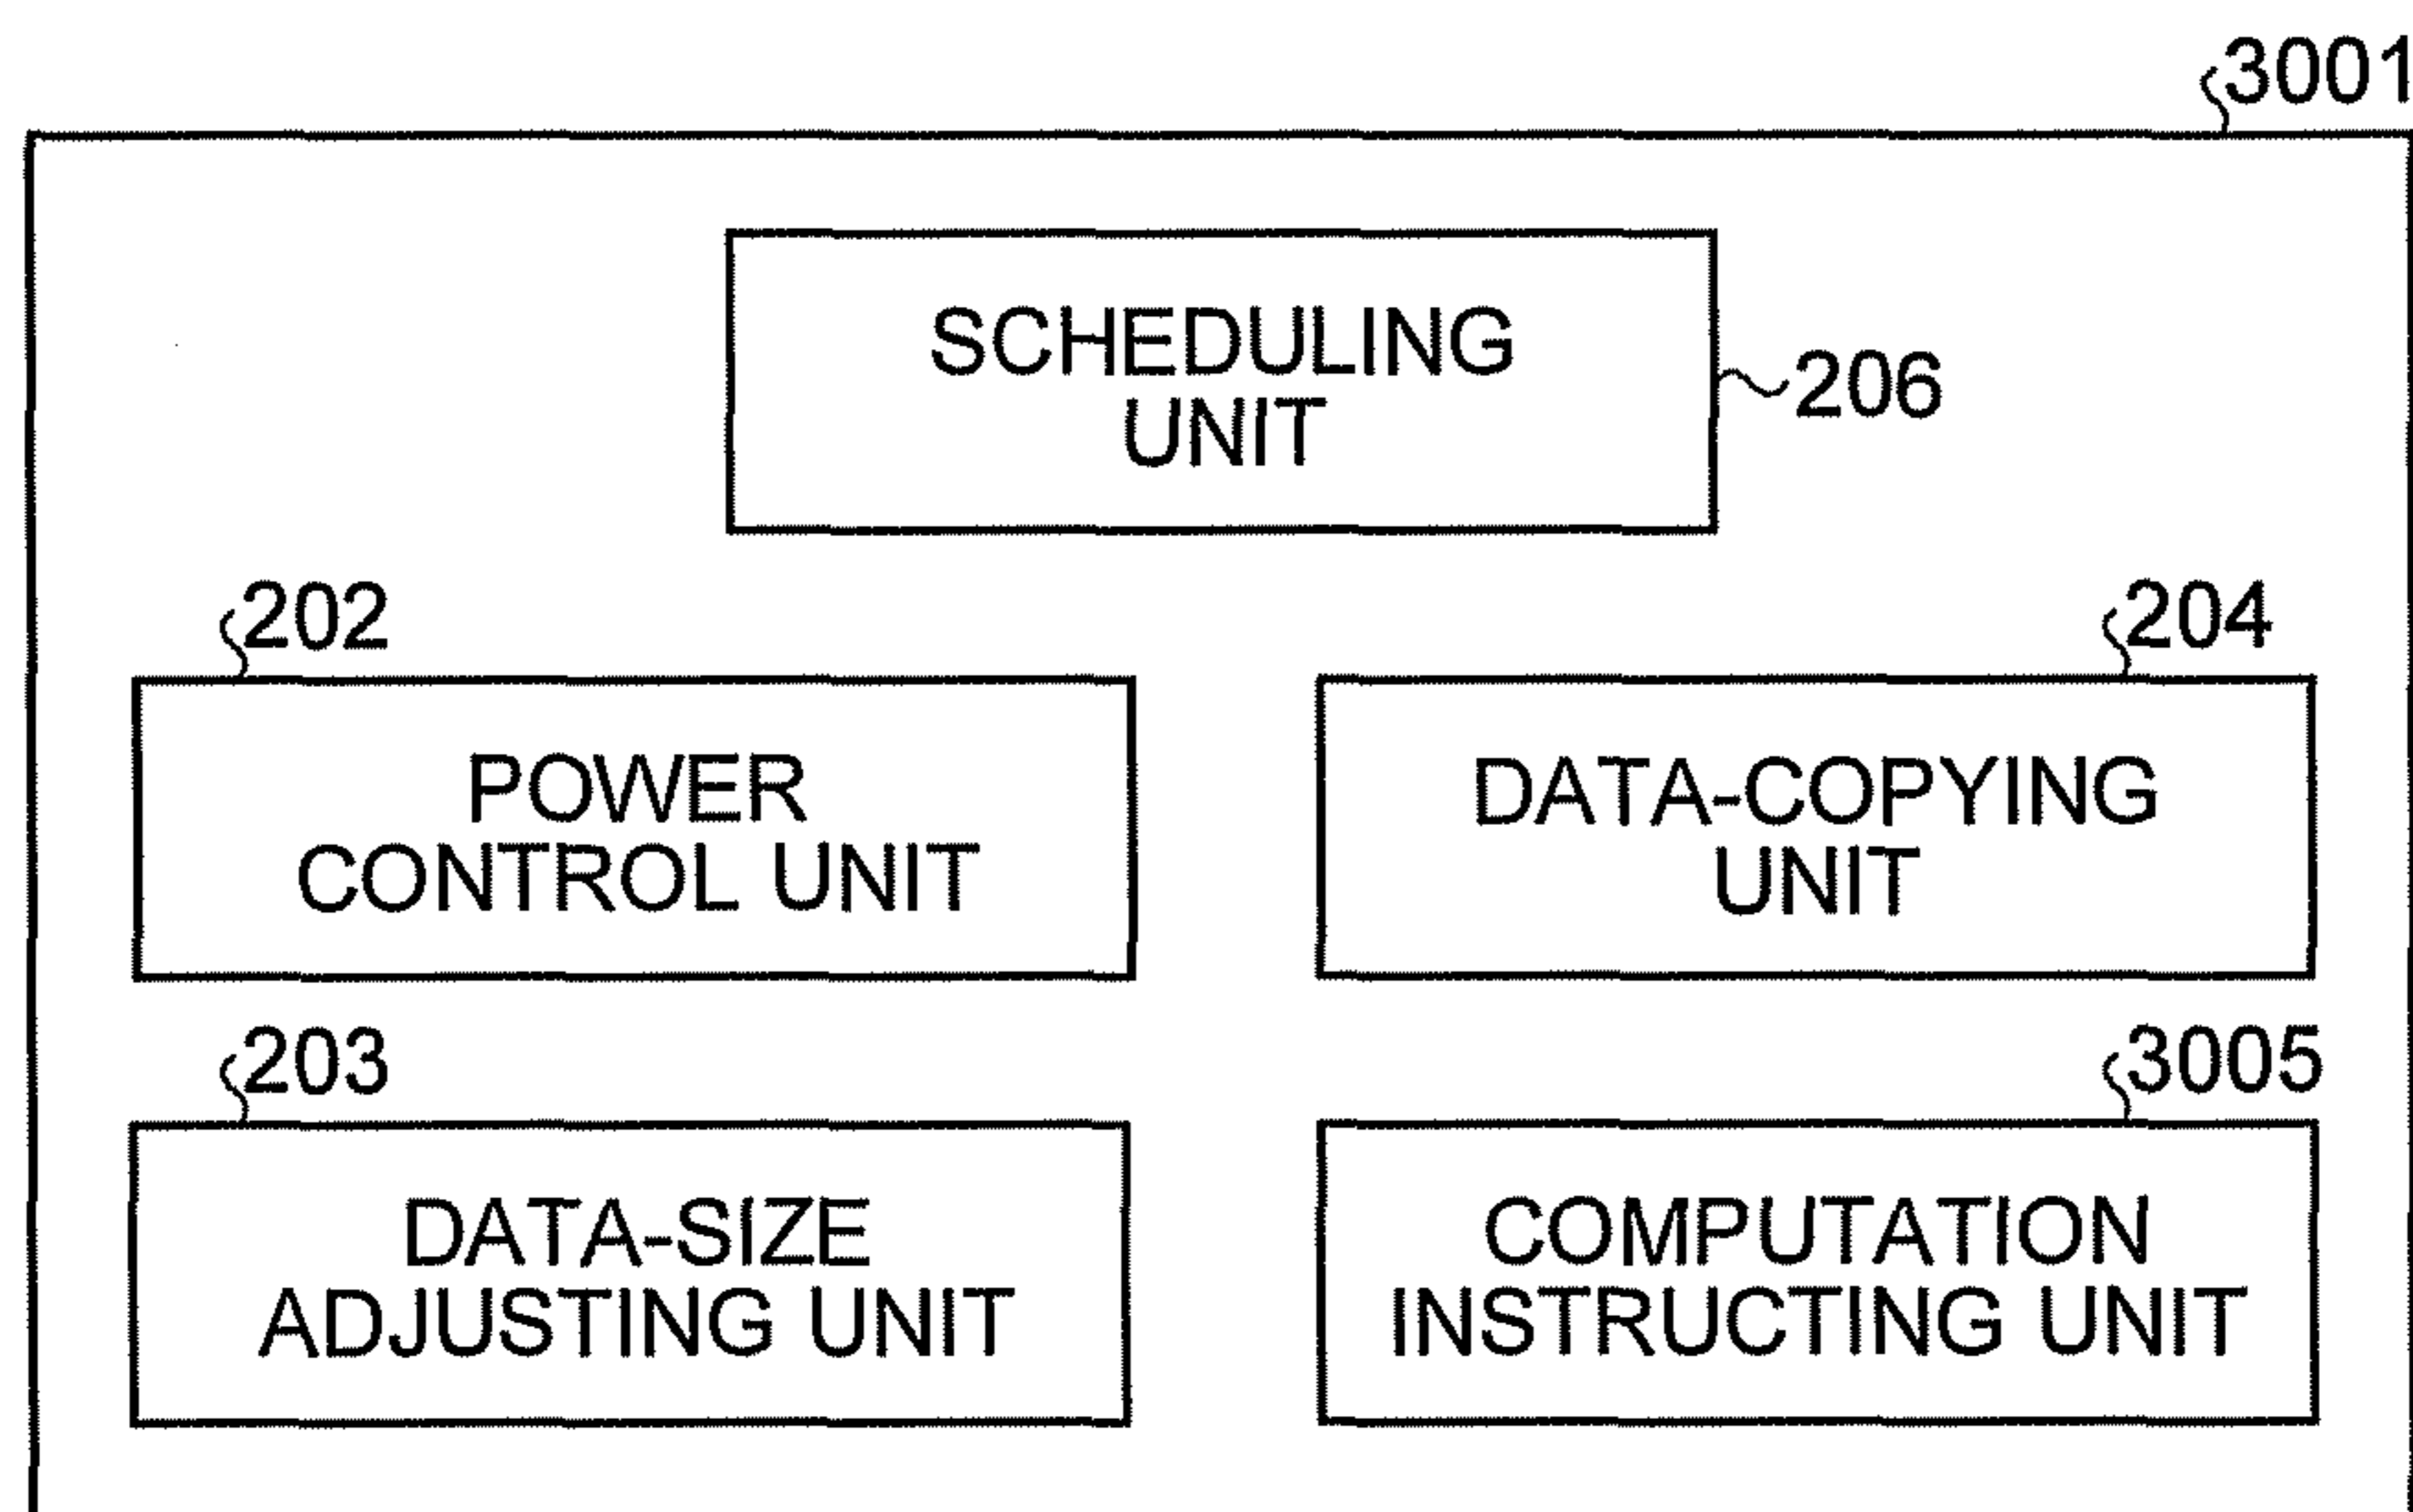 3001
SCHEDULING
UNIT
206
202
POWER
CONTROL UNIT
204
DATA-COPYING
UNIT
203
DATA-SIZE
ADJUSTING UNIT
3005
COMPUTATION
INSTRUCTING UNIT